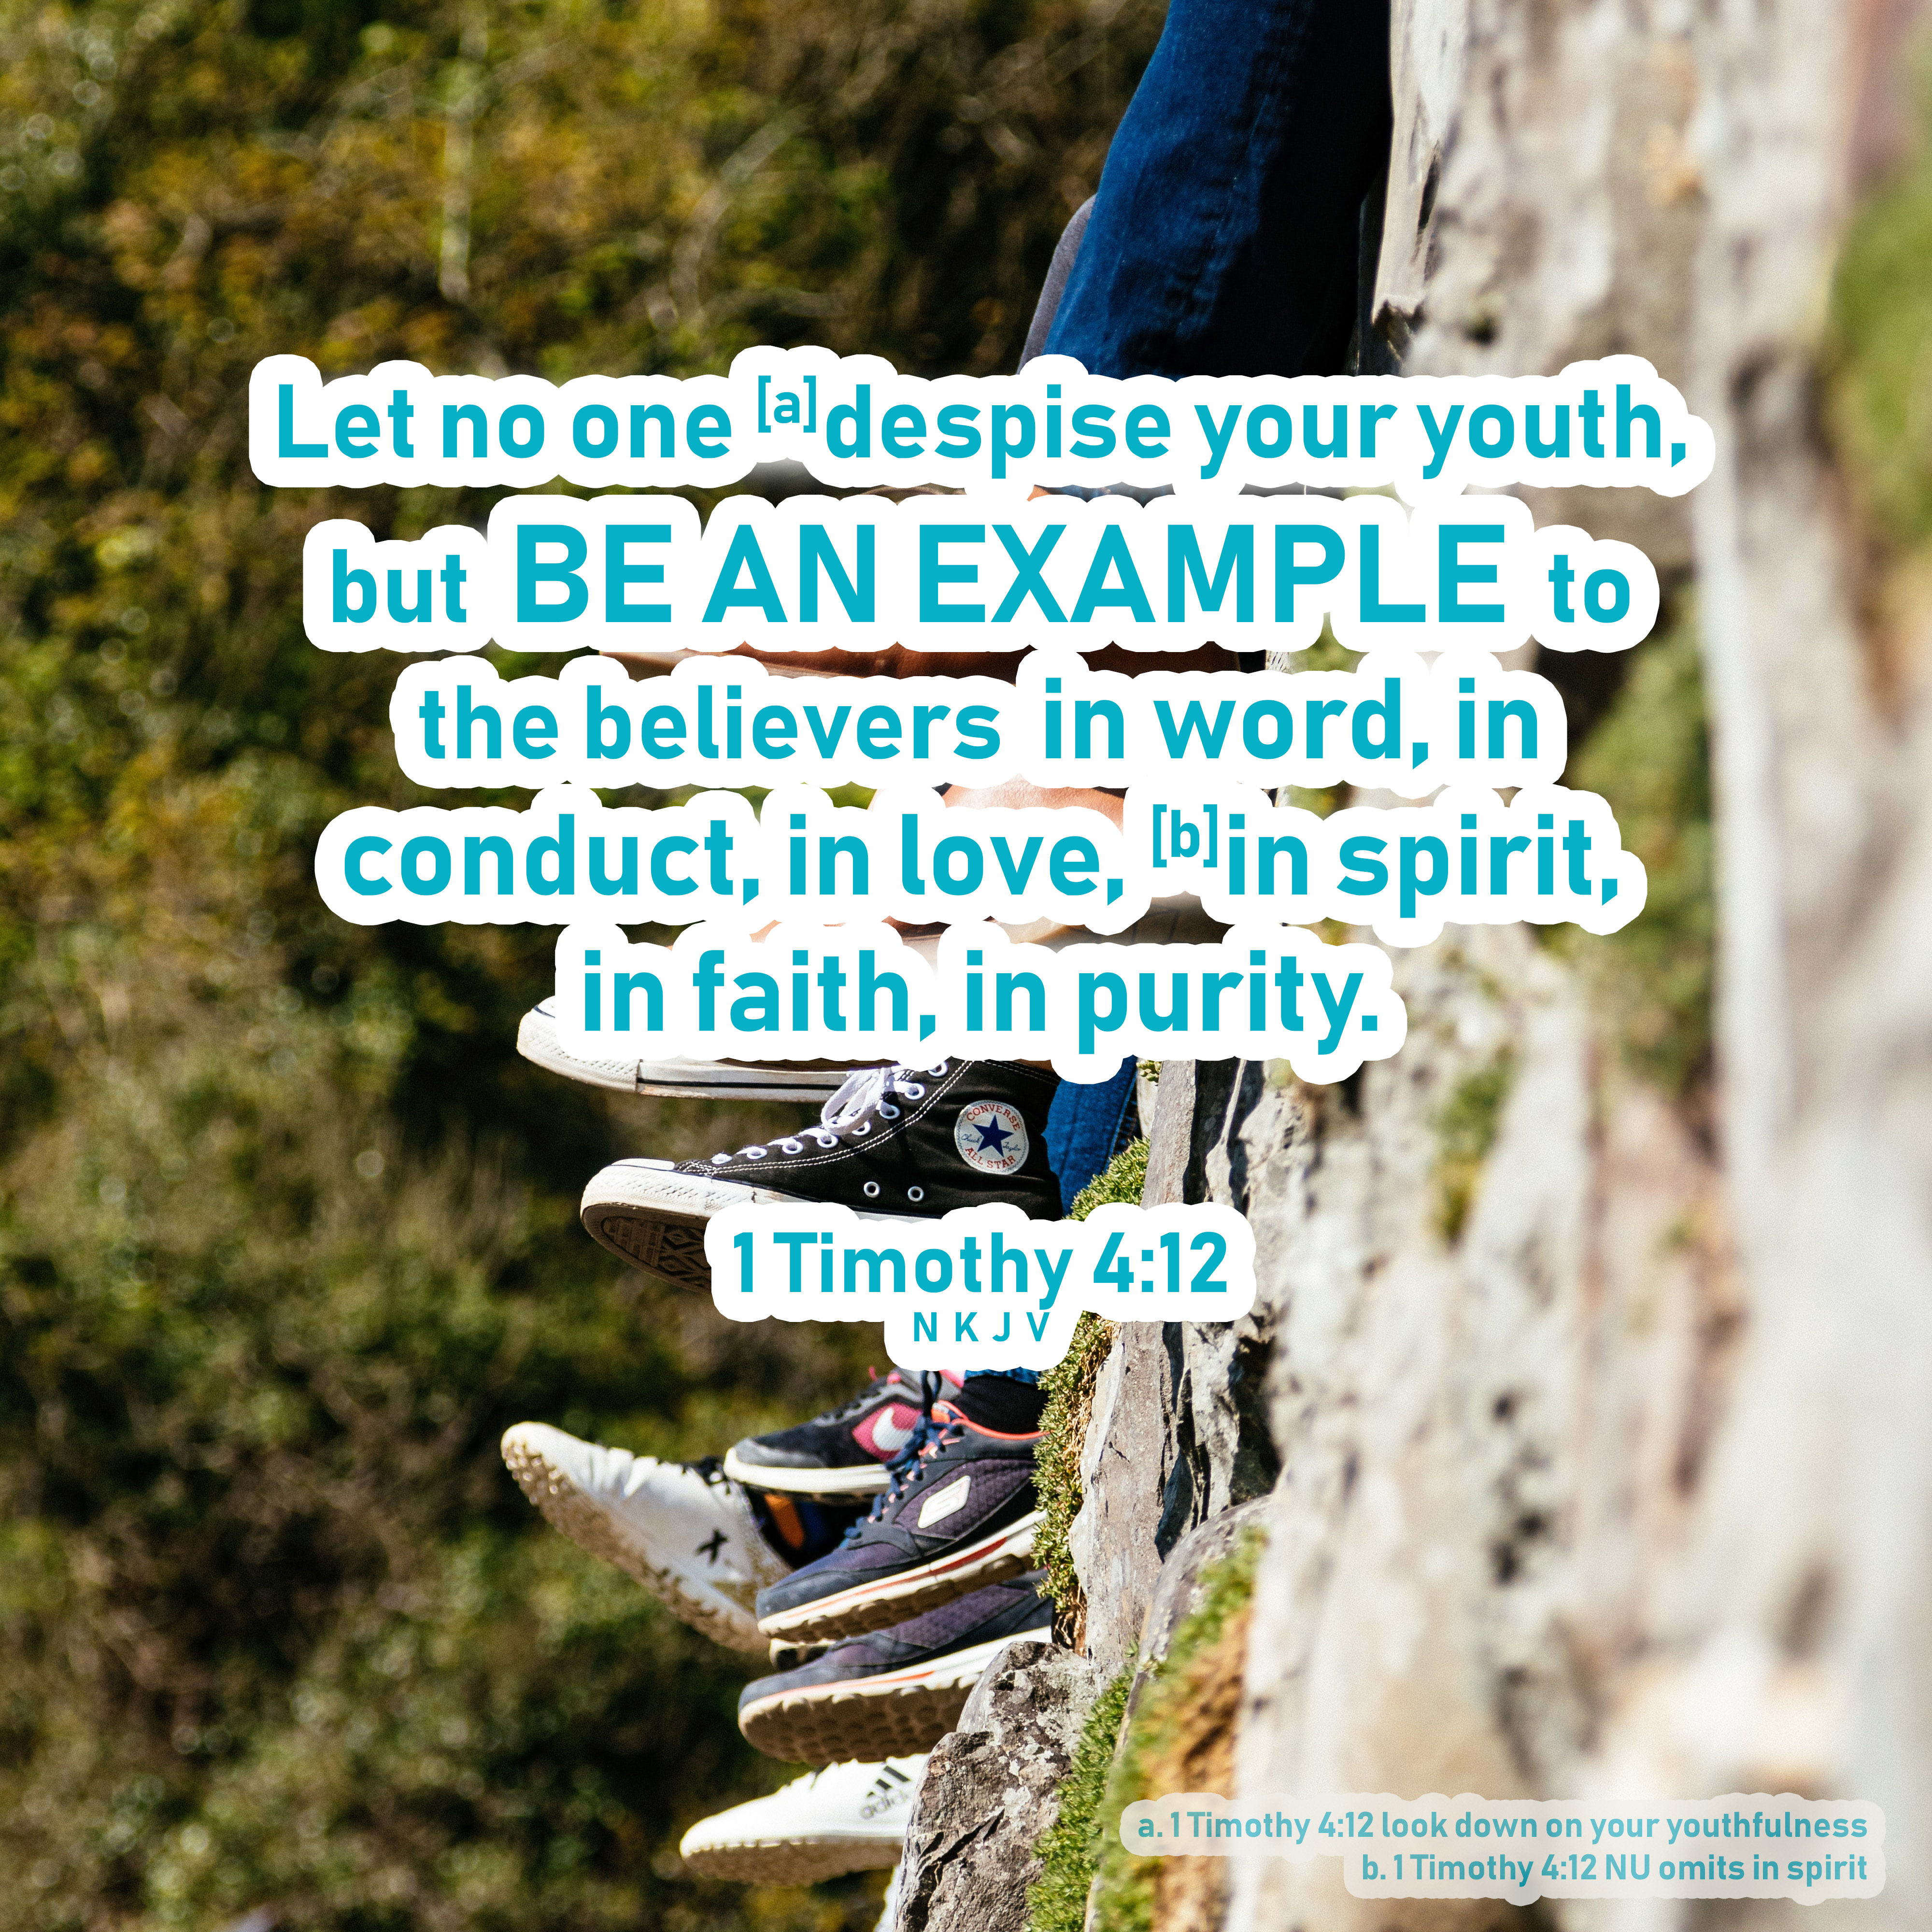 Let no one [a]despise your youth,
but BE AN EXAMPLE to
the believers in word, in
conduct, in love, [b]in spirit,
in faith, in purity.
CONVERSE
ALL STAR
1 Timothy 4:12
NKJV
adidas
a. 1 Timothy 4:12 look down on your youthfulness
b. 1 Timothy 4:12 NU omits in spirit